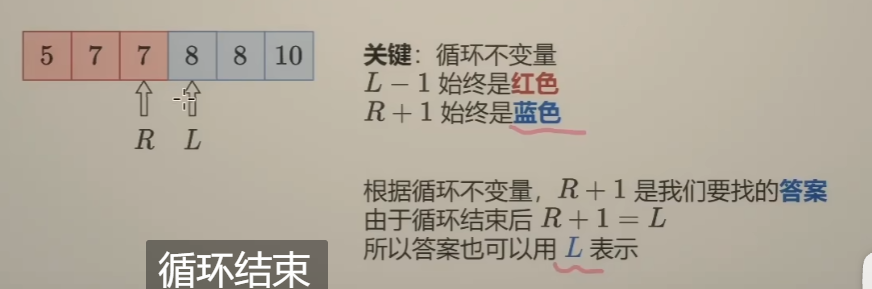 5 7 7 8 8 10
R L
关键：循环不变量
L − 1 始终是红色
R + 1 始终是蓝色
根据循环不变量，R + 1 是我们要找的答案
由于循环结束后 R + 1 = L
所以答案也可以用 L 表示
循环结束